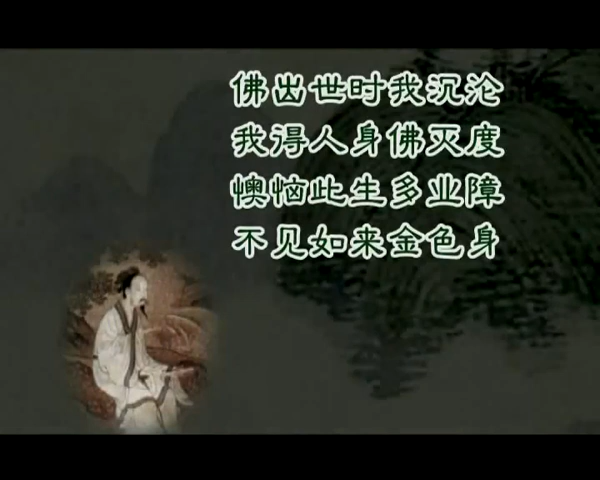 佛出世时我沉沦
我得人身佛灭度
懊恼此生多业障
不见如来金色身